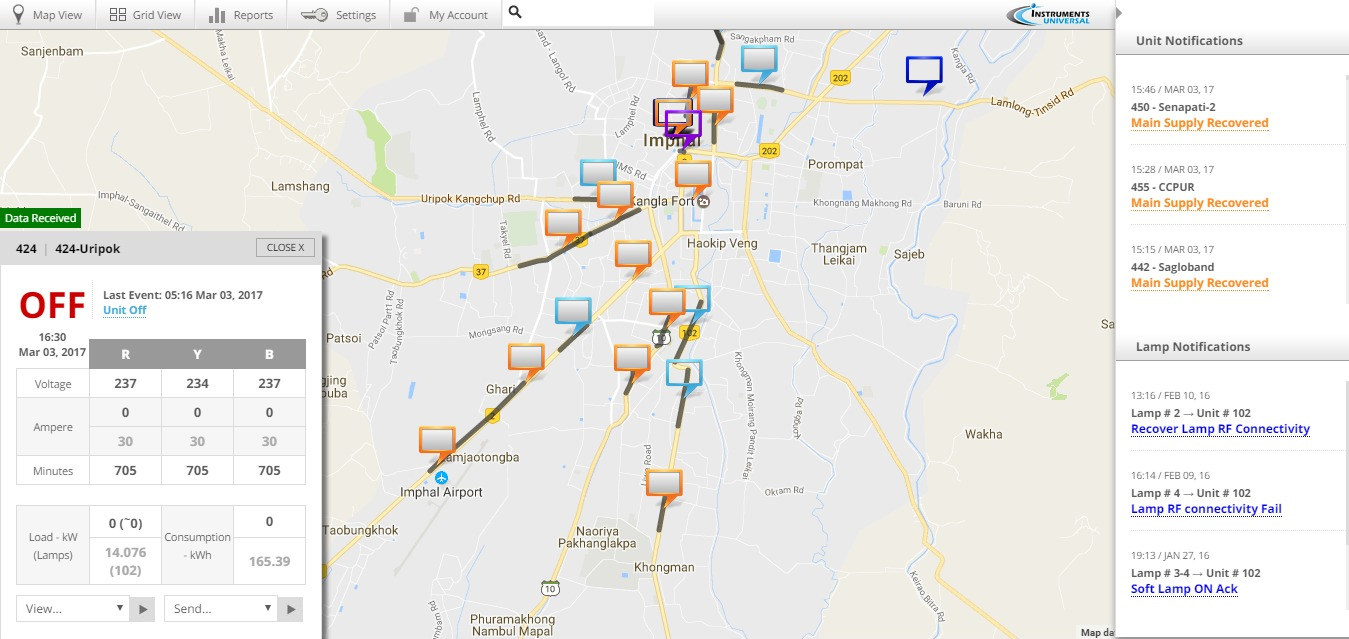 Map View
Grid View
Reports
Settings
My Account
INSTRUMENTS
UNIVERSAL
Sanjenbam
Makha Leikai
Lamphel Rd
Lamphel Rd
Sangakpham Rd
202
Kangla Rd
Lamlong-Tinsid Rd
202
Porompat
Lamshang
Imphal-Sangaithel Rd
Uripok Kangchup Rd
Kangla Fort
Khongnang Makhong Rd
Baruni Rd
Takyel Rd
Haokip Veng
Thangjam
Leikai
Sajeb
37
37
Patsoi
Patsoi Part1 Rd
Taobungkhok Rd
Mongsang Rd
102
Ghari
2
Khongman Moirang Pandit Leikai
Wakha
Imphal Airport
Okram Rd
Taobungkhok
Naoriya
Pakhanglakpa
Khongman
10
Keirao Bitra Rd
Phuramakhong
Nambul Mapal
Map da
Data Received
424 | 424-Uripok
CLOSE X
OFF
Last Event: 05:16 Mar 03, 2017
Unit Off
16:30
Mar 03, 2017
R Y B
Voltage 237 234 237
Ampere 0 0 0
30 30 30
Minutes 705 705 705
Load - kW
(Lamps)
0 (~0)
14.076
(102)
Consumption
- kWh
0
165.39
View...
Send...
Unit Notifications
15:46 / MAR 03, 17
450 - Senapati-2
Main Supply Recovered
15:28 / MAR 03, 17
455 - CCPUR
Main Supply Recovered
15:15 / MAR 03, 17
442 - Sagloband
Main Supply Recovered
Lamp Notifications
13:16 / FEB 10, 16
Lamp # 2 → Unit # 102
Recover Lamp RF Connectivity
16:14 / FEB 09, 16
Lamp # 4 → Unit # 102
Lamp RF connectivity Fail
19:13 / JAN 27, 16
Lamp # 3-4 → Unit # 102
Soft Lamp ON Ack